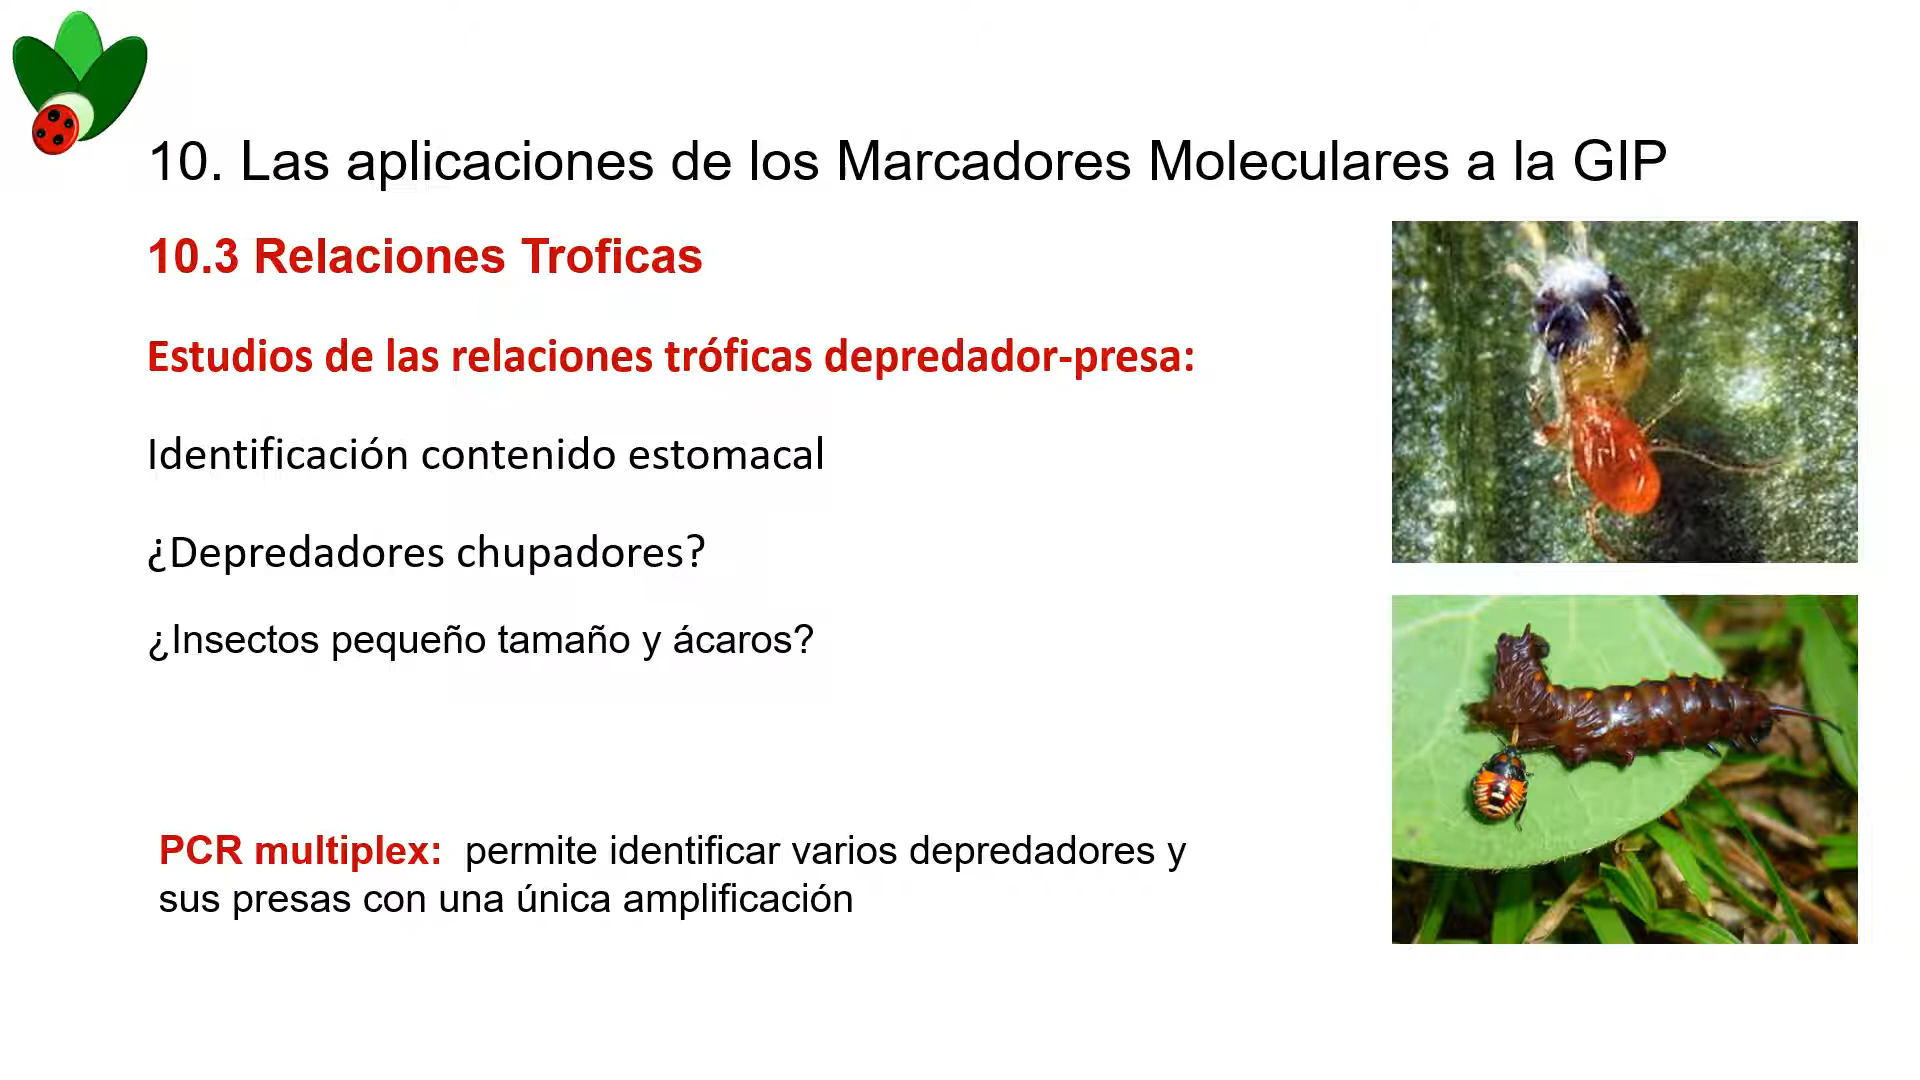 10. Las aplicaciones de los Marcadores Moleculares a la GIP
10.3 Relaciones Troficas
Estudios de las relaciones tróficas depredador-presa:
Identificación contenido estomacal
¿Depredadores chupadores?
¿Insectos pequeño tamaño y ácaros?
PCR multiplex: permite identificar varios depredadores y
sus presas con una única amplificación